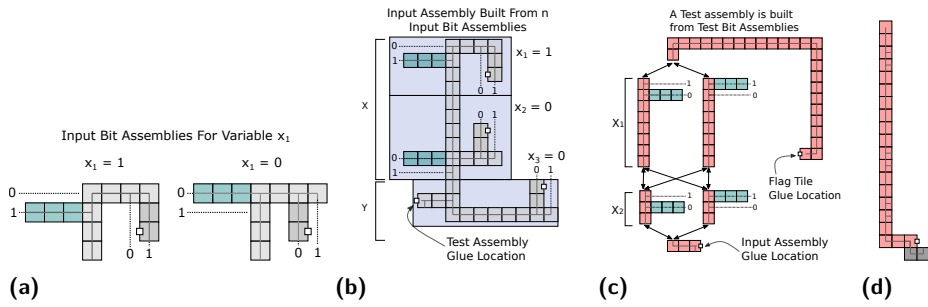 Input Bit Assemblies For Variable x1
x1 = 1
x1 = 0
0
1
0
1
0 1
0 1
(a)
Input Assembly Built From n
Input Bit Assemblies
x1 = 1
0
1
X
0 1
x2 = 0
0 1
0
1
x3 = 0
0 1
Y
Test Assembly
Glue Location
(b)
A Test assembly is built
from Test Bit Assemblies
1
0
1
0
X1
Flag Tile
Glue Location
X2
1
0
1
0
Input Assembly
Glue Location
(c)
(d)